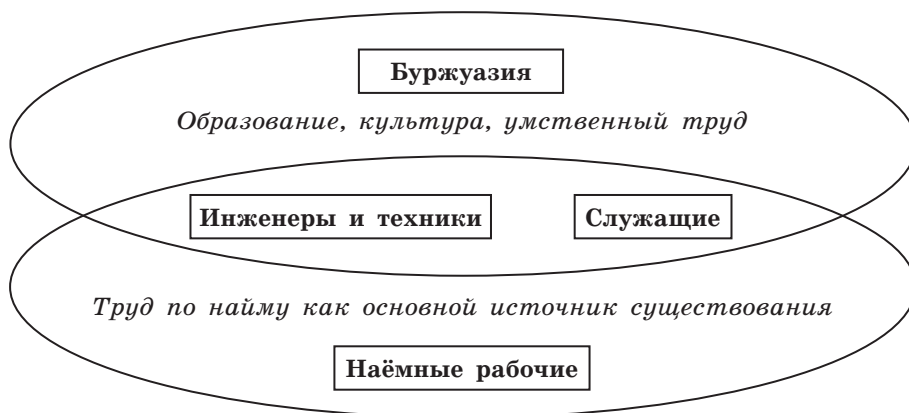 Буржуазия
Образование, культура, умственный труд
Инженеры и техники
Служащие
Труд по найму как основной источник существования
Наёмные рабочие